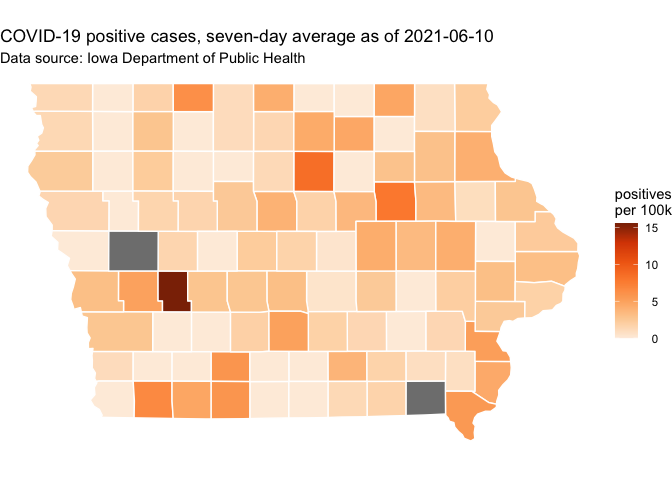 COVID-19 positive cases, seven-day average as of 2021-06-10
Data source: Iowa Department of Public Health
positives
per 100k
15
10
5
0